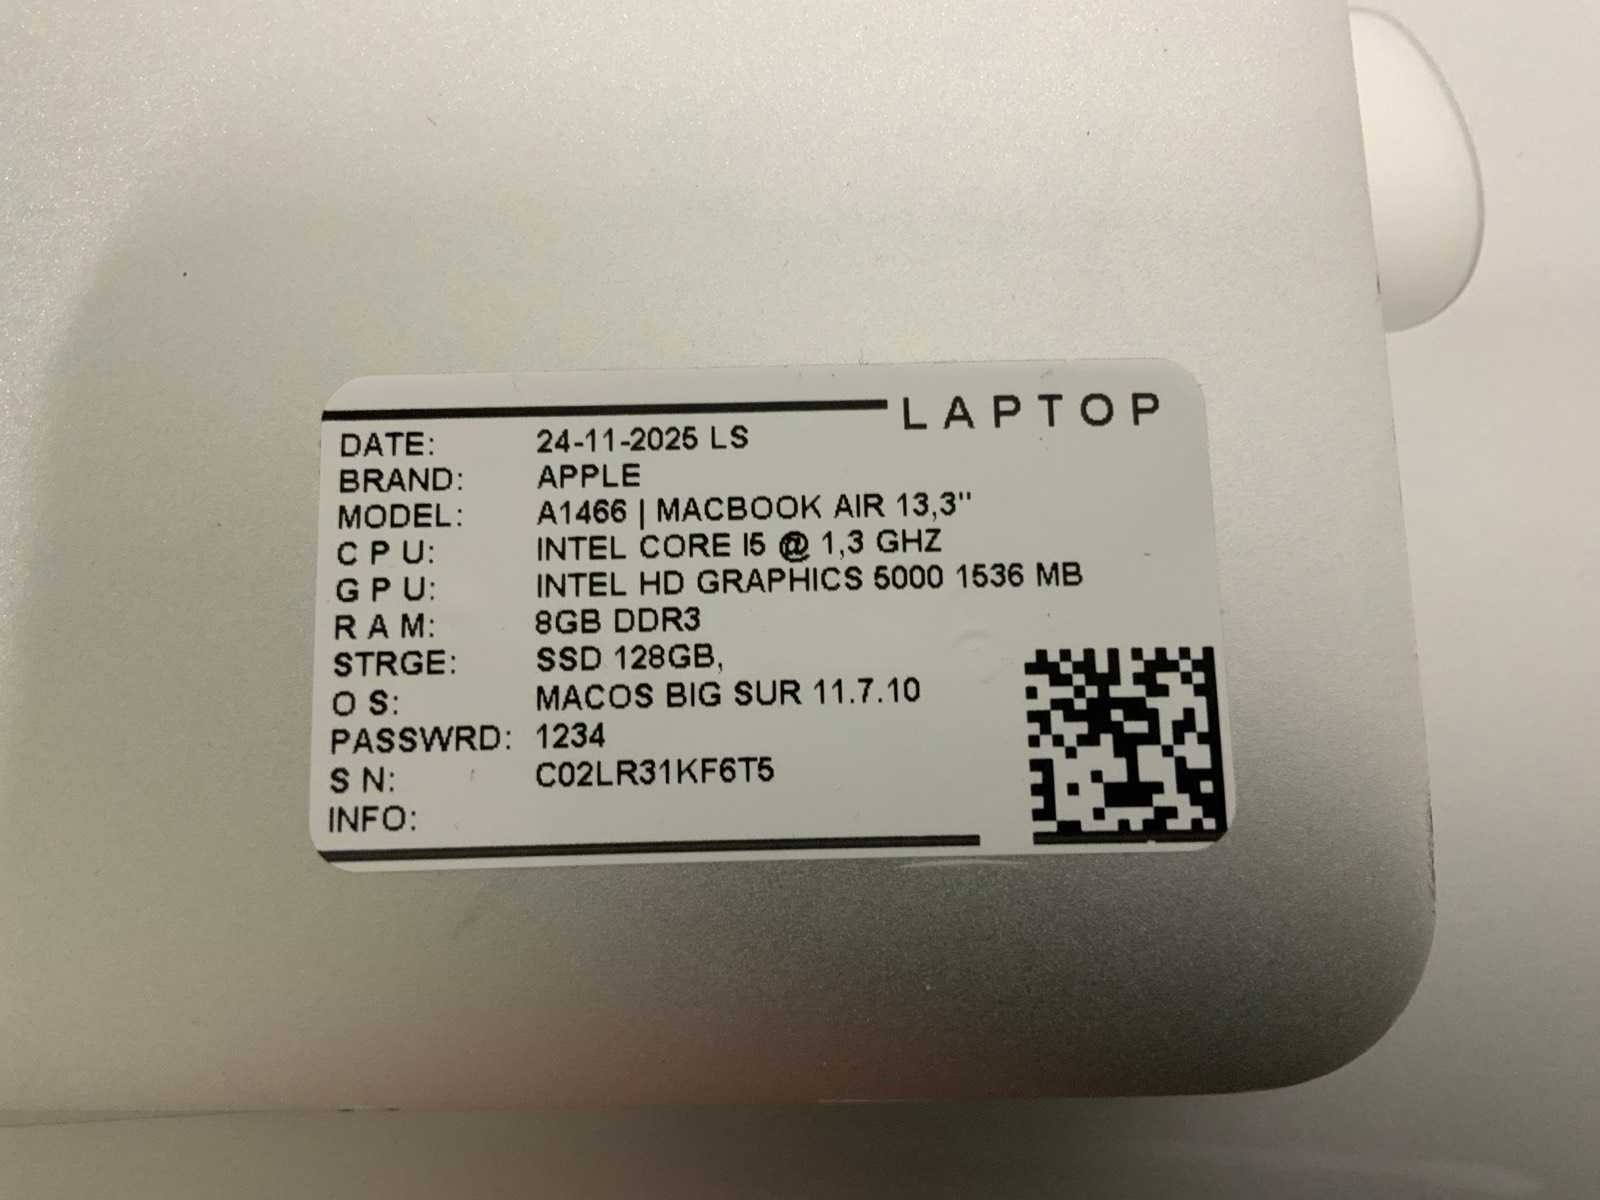 LAPTOP
DATE: 24-11-2025 LS
BRAND: APPLE
MODEL: A1466 | MACBOOK AIR 13,3"
C P U: INTEL CORE I5 @ 1,3 GHZ
G P U: INTEL HD GRAPHICS 5000 1536 MB
R A M: 8GB DDR3
STRGE: SSD 128GB,
O S: MACOS BIG SUR 11.7.10
PASSWRD: 1234
S N: C02LR31KF6T5
INFO: